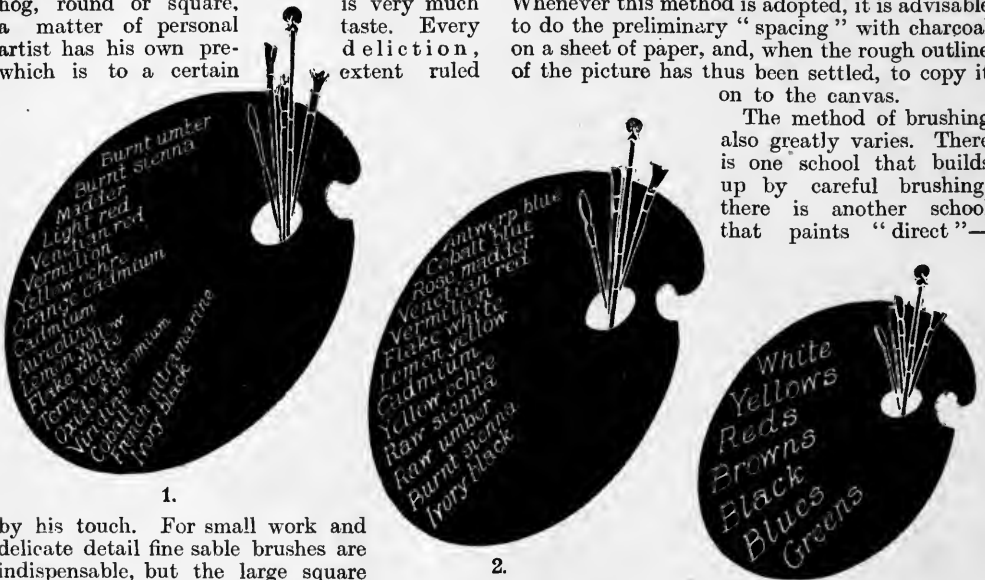 hog, round or square,
a matter of personal
artist has his own pre-
which is to a certain
is very much
taste. Every
deliction,
extent ruled
Burnt umber
Burnt sienna
Madder
Light red
Venetian red
Vermilion
Yellow ochre
Orange cadmium
Cadmium
Aureolin
Lemon yellow
Flake white
Terre verte
Oxide of chromium
Viridian
Cobalt
French ultramarine
Ivory black
1.
by his touch. For small work and
delicate detail fine sable brushes are
indispensable, but the large square
Antwerp blue
Cobalt blue
Rose madder
Venetian red
Vermilion
Flake white
Lemon yellow
Cadmium
Yellow ochre
Raw sienna
Raw umber
Burnt sienna
Ivory black
2.
Whenever this method is adopted, it is advisable
to do the preliminary "spacing" with charcoal
on a sheet of paper, and, when the rough outline
of the picture has thus been settled, to copy it
on to the canvas.
The method of brushing
also greatly varies. There
is one school that builds
up by careful brushing,
there is another school
that paints "direct"—
White
Yellows
Reds
Browns
Black
Blues
Greens